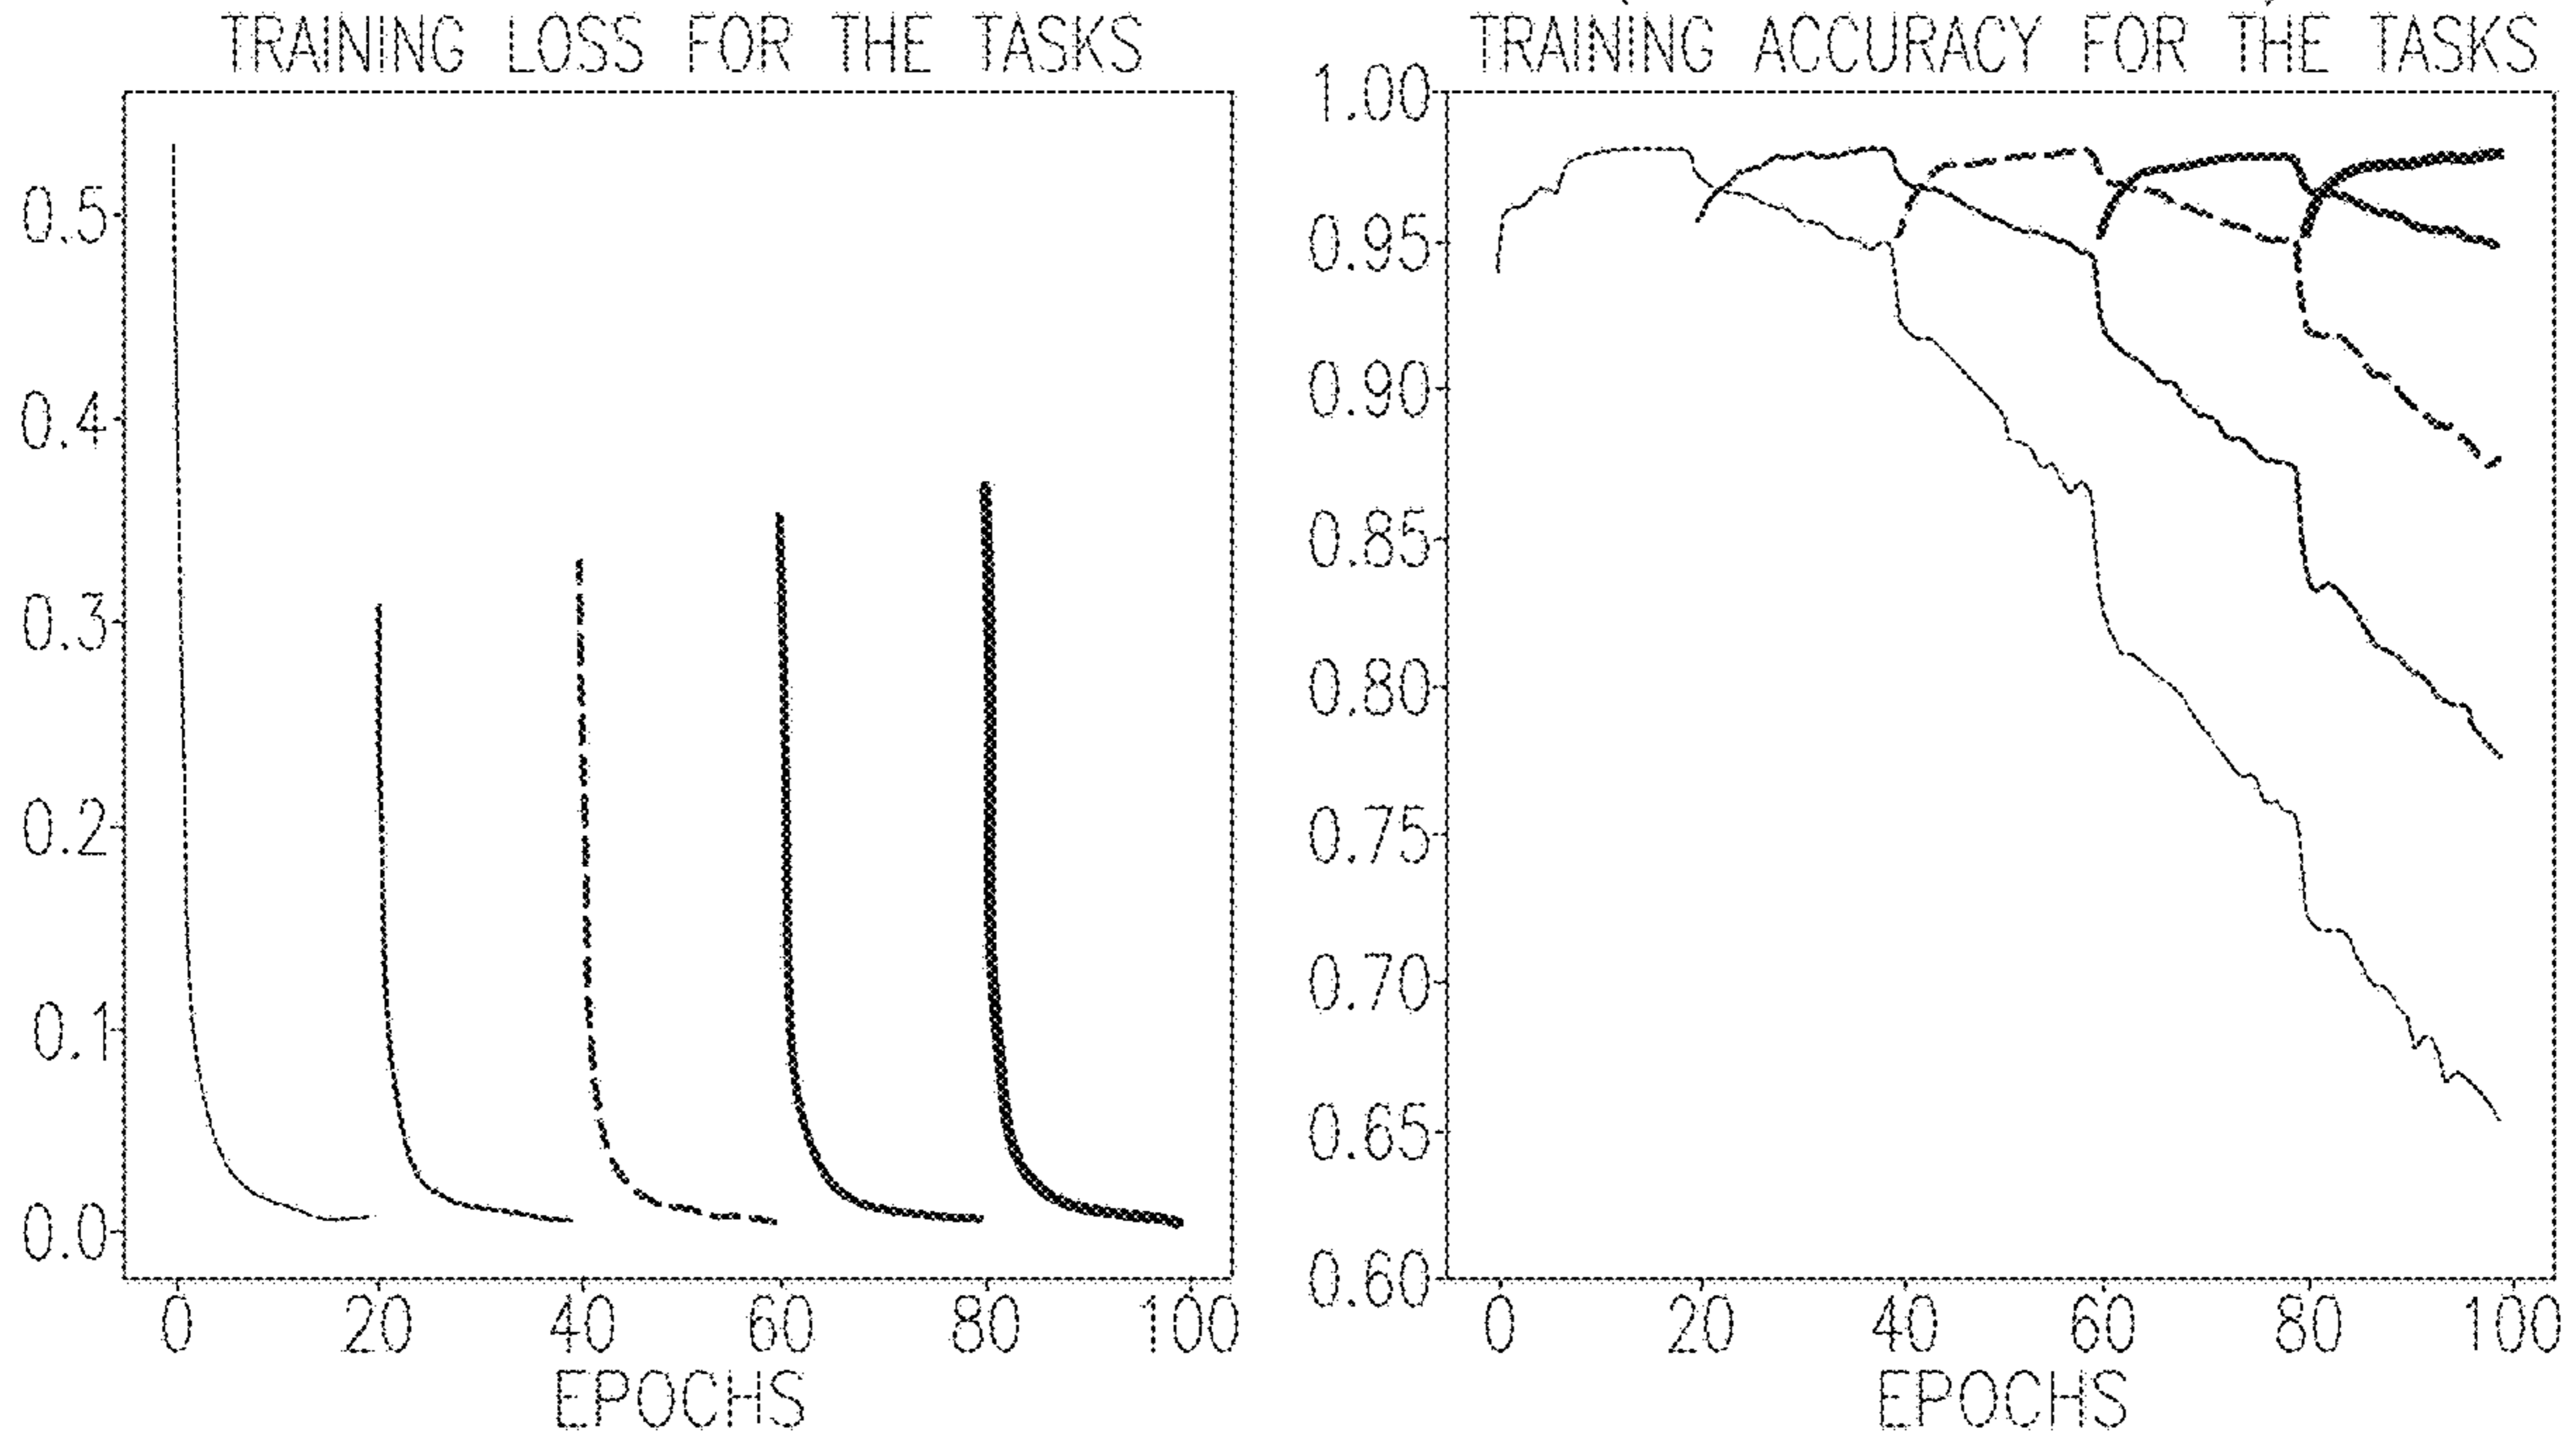 TRAINING LOSS FOR THE TASKS
0.5
0.4
0.3
0.2
0.1
0.0
0 20 40 60 80 100
EPOCHS
TRAINING ACCURACY FOR THE TASKS
1.00
0.95
0.90
0.85
0.80
0.75
0.70
0.65
0.60
0 20 40 60 80 100
EPOCHS